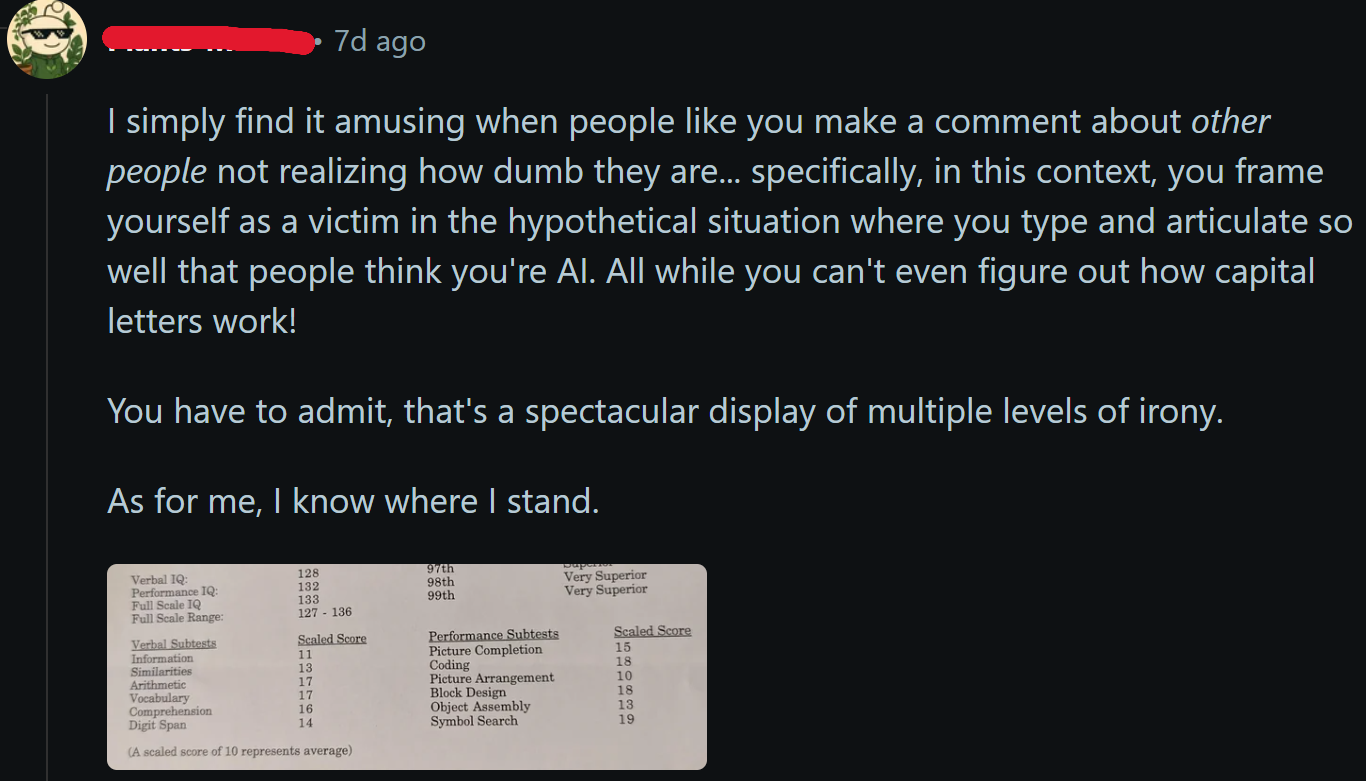 7d ago
I simply find it amusing when people like you make a comment about other
people not realizing how dumb they are... specifically, in this context, you frame
yourself as a victim in the hypothetical situation where you type and articulate so
well that people think you're AI. All while you can't even figure out how capital
letters work!
You have to admit, that's a spectacular display of multiple levels of irony.
As for me, I know where I stand.
Verbal IQ: 128 97th Superior
Performance IQ: 132 98th Very Superior
Full Scale IQ 133 99th Very Superior
Full Scale Range: 127 - 136
Verbal Subtests Scaled Score Performance Subtests Scaled Score
Information 11 Picture Completion 15
Similarities 13 Coding 18
Arithmetic 17 Picture Arrangement 10
Vocabulary 17 Block Design 18
Comprehension 16 Object Assembly 13
Digit Span 14 Symbol Search 19
(A scaled score of 10 represents average)